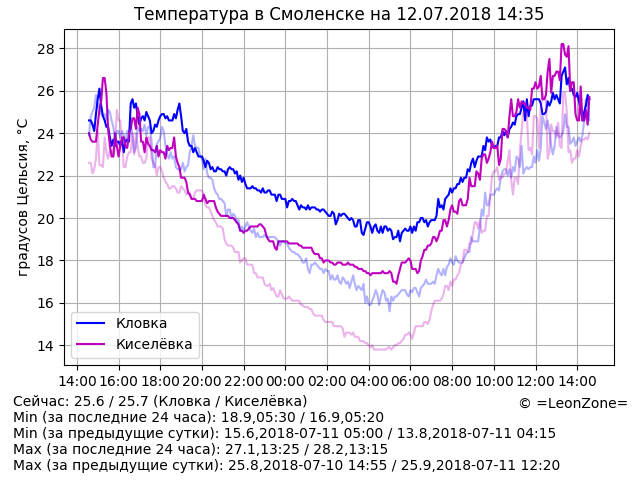 Температура в Смоленске на 12.07.2018 14:35
градусов Цельсия, °C
28
26
24
22
20
18
16
14
Кловка
Киселёвка
14:00 16:00 18:00 20:00 22:00 00:00 02:00 04:00 06:00 08:00 10:00 12:00 14:00
Сейчас: 25.6 / 25.7 (Кловка / Киселёвка)
© =LeonZone=
Min (за последние 24 часа): 18.9,05:30 / 16.9,05:20
Min (за предыдущие сутки): 15.6,2018-07-11 05:00 / 13.8,2018-07-11 04:15
Max (за последние 24 часа): 27.1,13:25 / 28.2,13:15
Max (за предыдущие сутки): 25.8,2018-07-10 14:55 / 25.9,2018-07-11 12:20